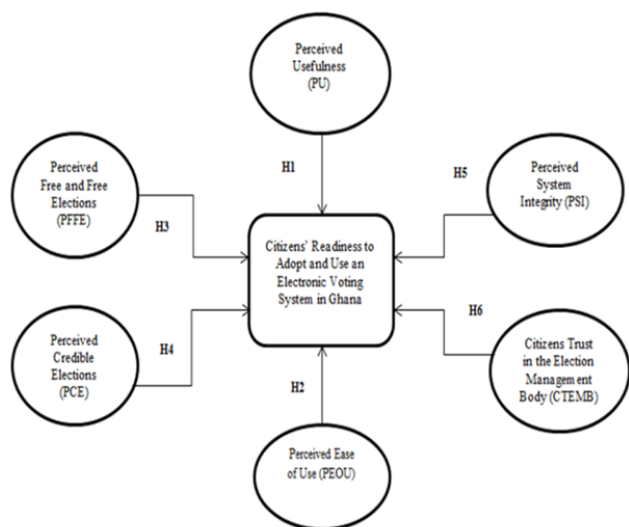 Perceived
Usefulness
(PU)
H1
Perceived
Free and Free
Elections
(PFFE)
H3
Perceived
System
Integrity (PSI)
H5
Citizens' Readiness to
Adopt and Use an
Electronic Voting
System in Ghana
Perceived
Credible
Elections
(PCE)
H4
Citizens Trust
in the Election
Management
Body (CTEMB)
H6
H2
Perceived Ease
of Use (PEOU)